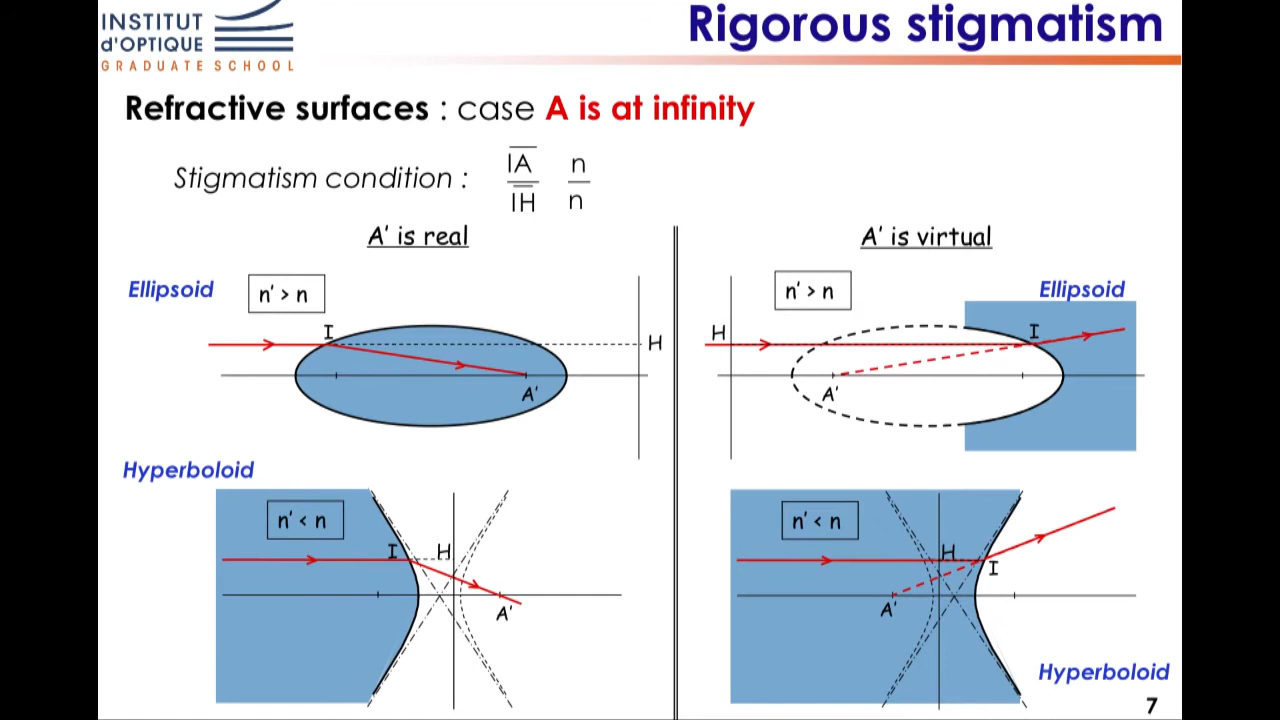 INSTITUT
d'OPTIQUE
GRADUATE SCHOOL
Rigorous stigmatism
Refractive surfaces : case A is at infinity
Stigmatism condition :
IA
n
IH
n
A' is real
A' is virtual
Ellipsoid
n' > n
I
H
A'
H
n' > n
Ellipsoid
I
A'
Hyperboloid
n' < n
I
H
A'
n' < n
H
I
A'
Hyperboloid
7